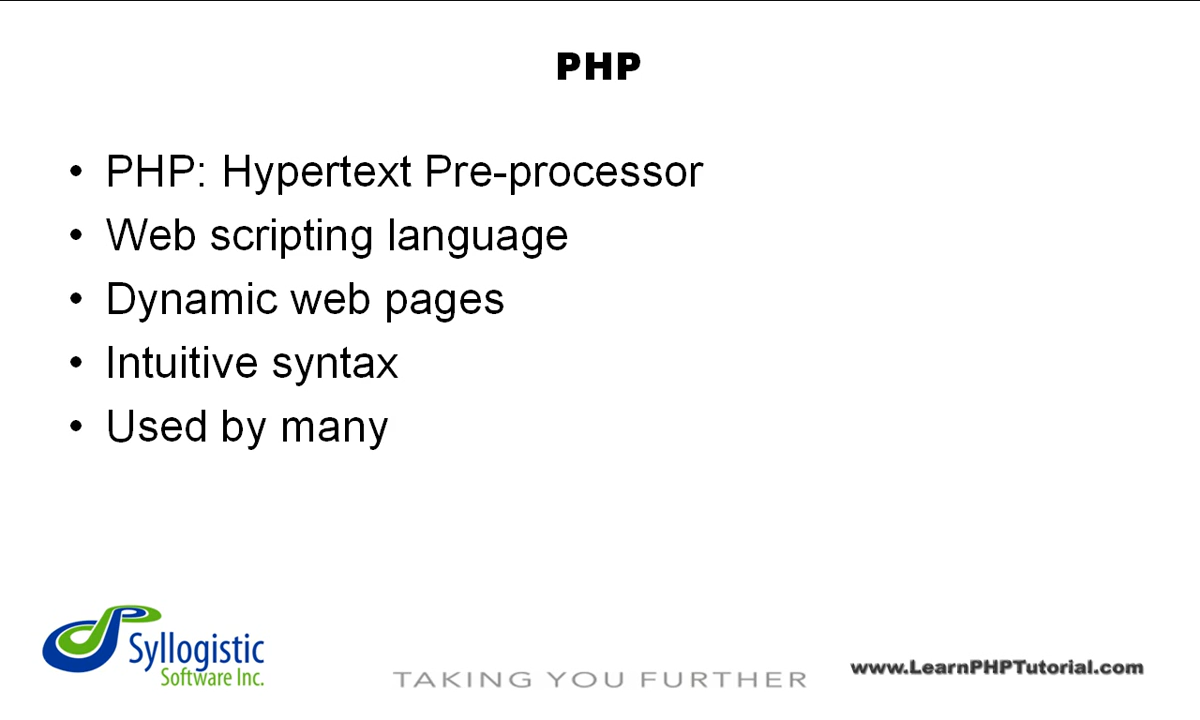 PHP
• PHP: Hypertext Pre-processor
• Web scripting language
• Dynamic web pages
• Intuitive syntax
• Used by many
Syllogistic
Software Inc.
TAKING YOU FURTHER
www.LearnPHPTutorial.com